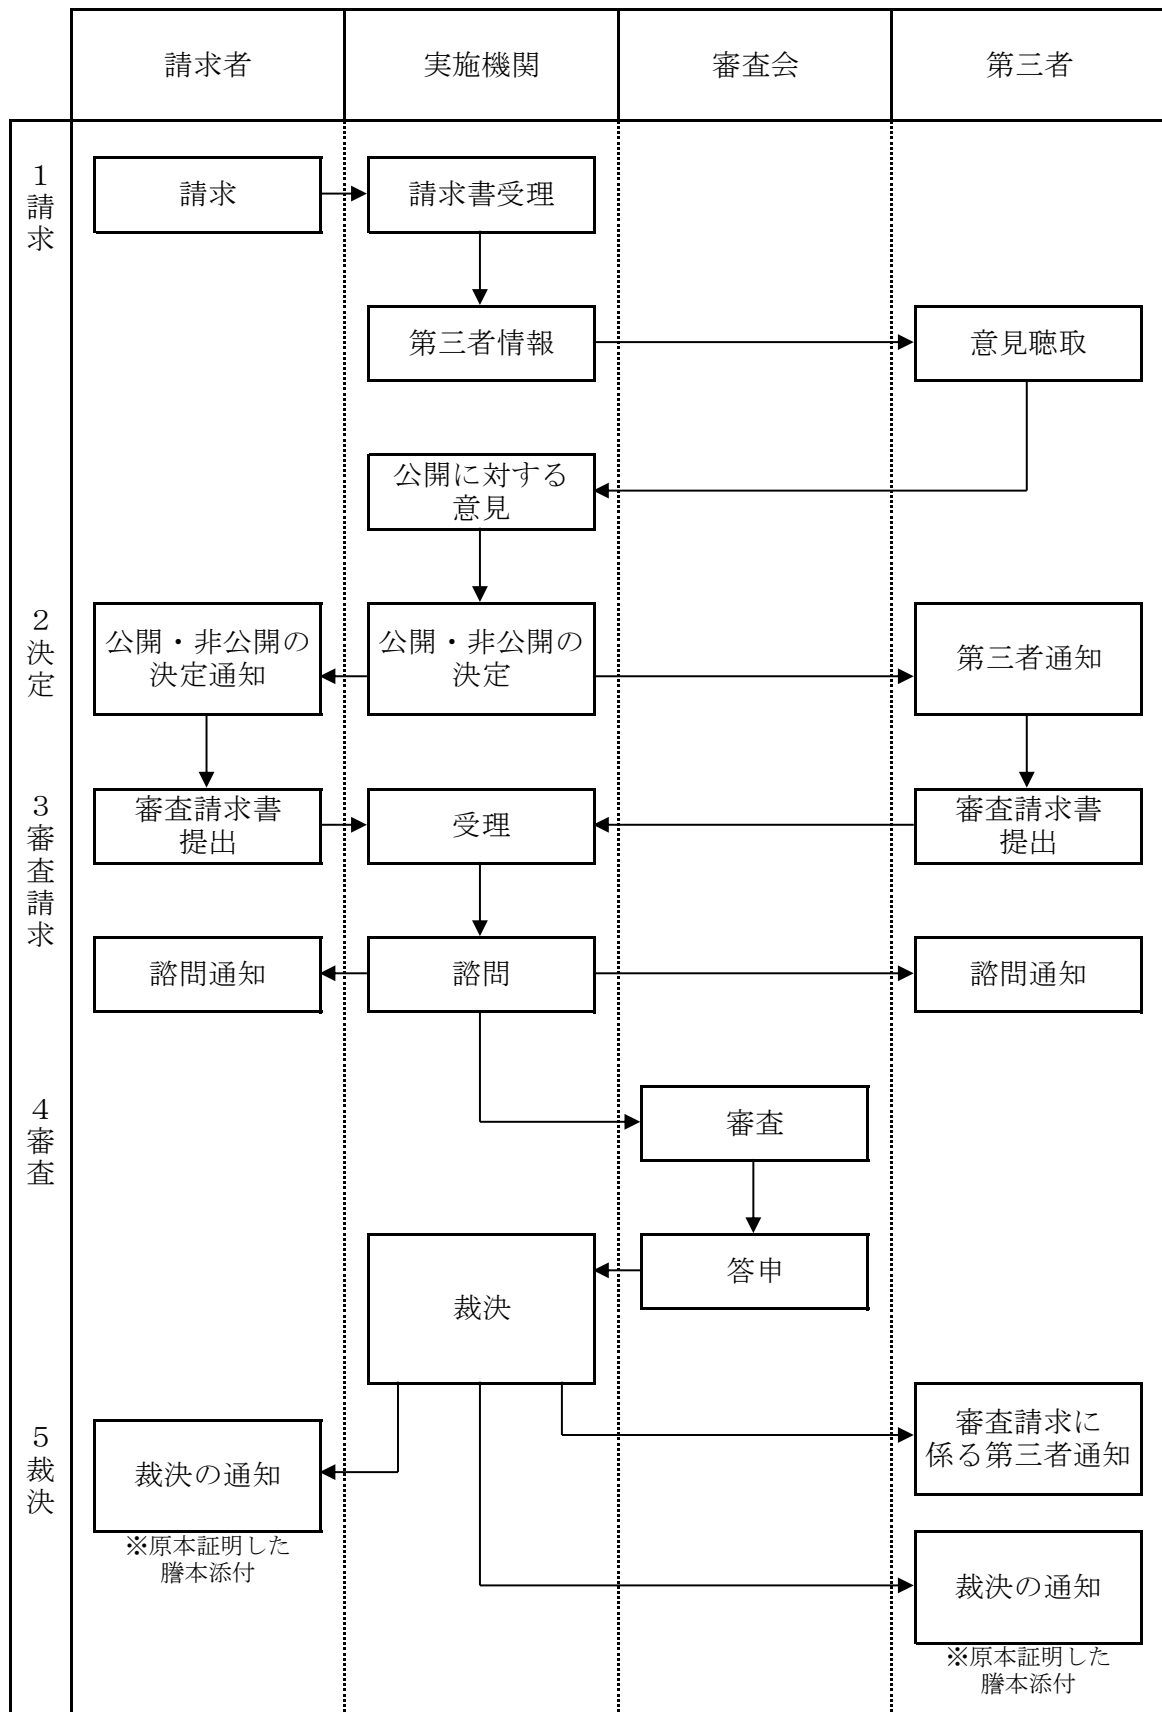 請求者
実施機関
審査会
第三者
1請求
請求
請求書受理
第三者情報
意見聴取
公開に対する
意見
2決定
公開・非公開の
決定通知
公開・非公開の
決定
第三者通知
3審査請求
審査請求書
提出
受理
審査請求書
提出
諮問通知
諮問
諮問通知
4審査
審査
答申
裁決
5裁決
審査請求に
係る第三者通知
裁決の通知
※原本証明した
謄本添付
裁決の通知
※原本証明した
謄本添付